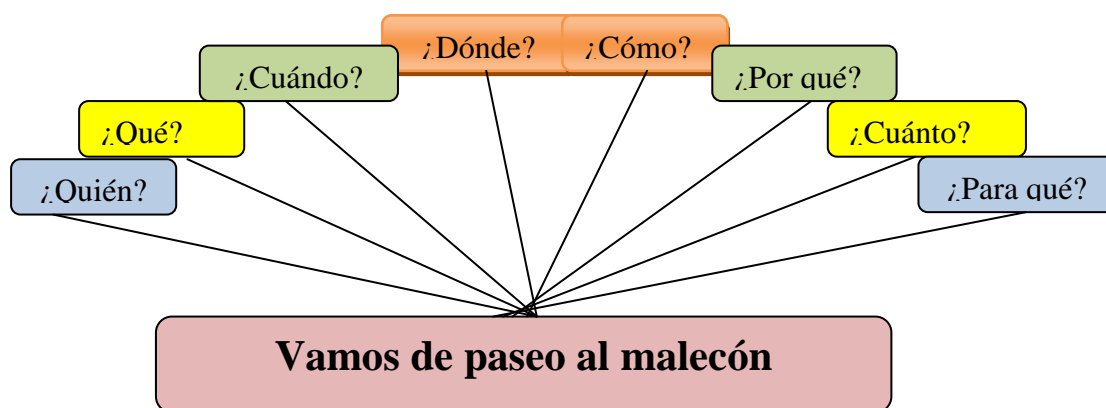 ¿Dónde?
¿Cómo?
¿Cuándo?
¿Por qué?
¿Qué?
¿Cuánto?
¿Quién?
¿Para qué?
Vamos de paseo al malecón